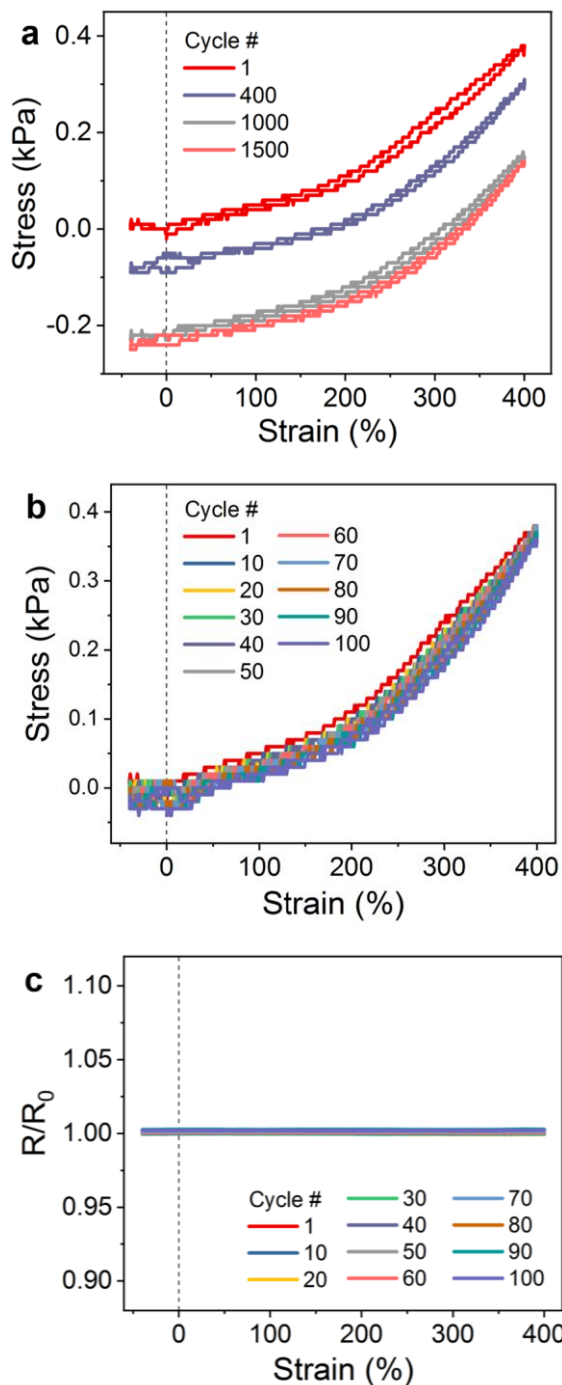 a
Cycle #
1
400
1000
1500
0.4
0.2
0.0
-0.2
Stress (kPa)
0 100 200 300 400
Strain (%)
b
Cycle #
1 60
10 70
20 80
30 90
40 100
50
0.4
0.3
0.2
0.1
0.0
Stress (kPa)
0 100 200 300 400
Strain (%)
c
1.10
1.05
1.00
0.95
0.90
R/R0
Cycle # 30 70
1 40 80
10 50 90
20 60 100
0 100 200 300 400
Strain (%)